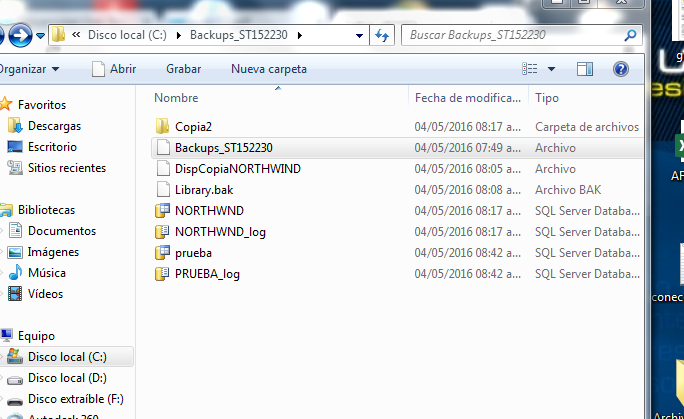 Disco local (C:) Backups_ST152230
Buscar Backups_ST152230
Organizar Abrir Grabar Nueva carpeta
Nombre Fecha de modifica... Tipo
Favoritos
Descargas
Escritorio
Sitios recientes
Bibliotecas
Documentos
Imágenes
Música
Vídeos
Equipo
Disco local (C:)
Disco local (D:)
Disco extraíble (F:)
Autodesk 360
Copia2 04/05/2016 08:17 a... Carpeta de archivos
Backups_ST152230 04/05/2016 07:49 a... Archivo
DispCopiaNORTHWIND 04/05/2016 08:05 a... Archivo
Library.bak 04/05/2016 08:08 a... Archivo BAK
NORTHWND 04/05/2016 08:17 a... SQL Server Databa...
NORTHWND_log 04/05/2016 08:17 a... SQL Server Databa...
prueba 04/05/2016 08:42 a... SQL Server Databa...
PRUEBA_log 04/05/2016 08:42 a... SQL Server Databa...
conec
Archiv